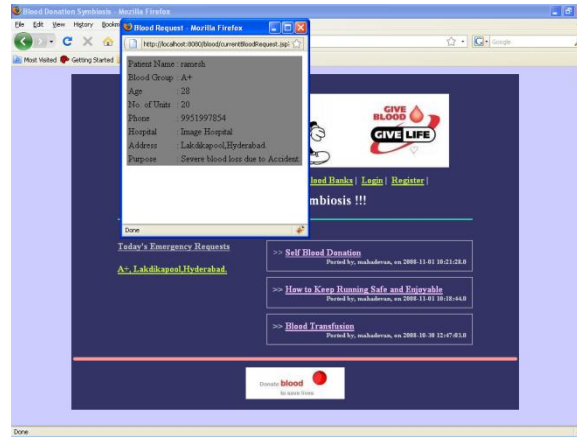 Blood Donation Symbiosis - Mozilla Firefox
File Edit View History Bookm
Google
Most Visited Getting Started
Blood Request - Mozilla Firefox
http://localhost:8080/blood/currentBloodRequest.jsp?
Patient Name : ramesh
Blood Group : A+
Age : 28
No. of Units : 20
Phone : 9951997854
Hospital : Image Hospital
Address : Lakdikapool,Hyderabad.
Purpose : Severe blood loss due to Accident.
Done
GIVE
BLOOD
GIVE LIFE
lood Banks | Login | Register |
mbiosis !!!
Today's Emergency Requests
A+, Lakdikapool,Hyderabad.
>> Self Blood Donation
Posted by, mahadevan, on 2008-11-01 10:21:28.0
>> How to Keep Running Safe and Enjoyable
Posted by, mahadevan, on 2008-11-01 10:18:44.0
>> Blood Transfusion
Posted by, mahadevan, on 2008-10-30 12:47:03.0
Donate blood
to save lives
Done